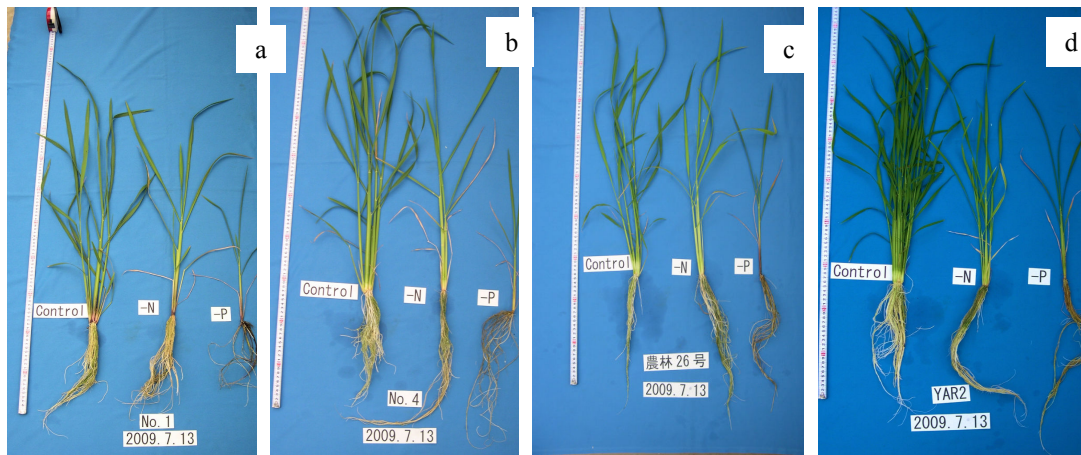 a
Control
-N
-P
No. 1
2009. 7. 13
b
Control
-N
-P
No. 4
2009. 7. 13
c
Control
-N
-P
農林 26 号
2009. 7. 13
d
Control
-N
-P
YAR2
2009. 7. 13